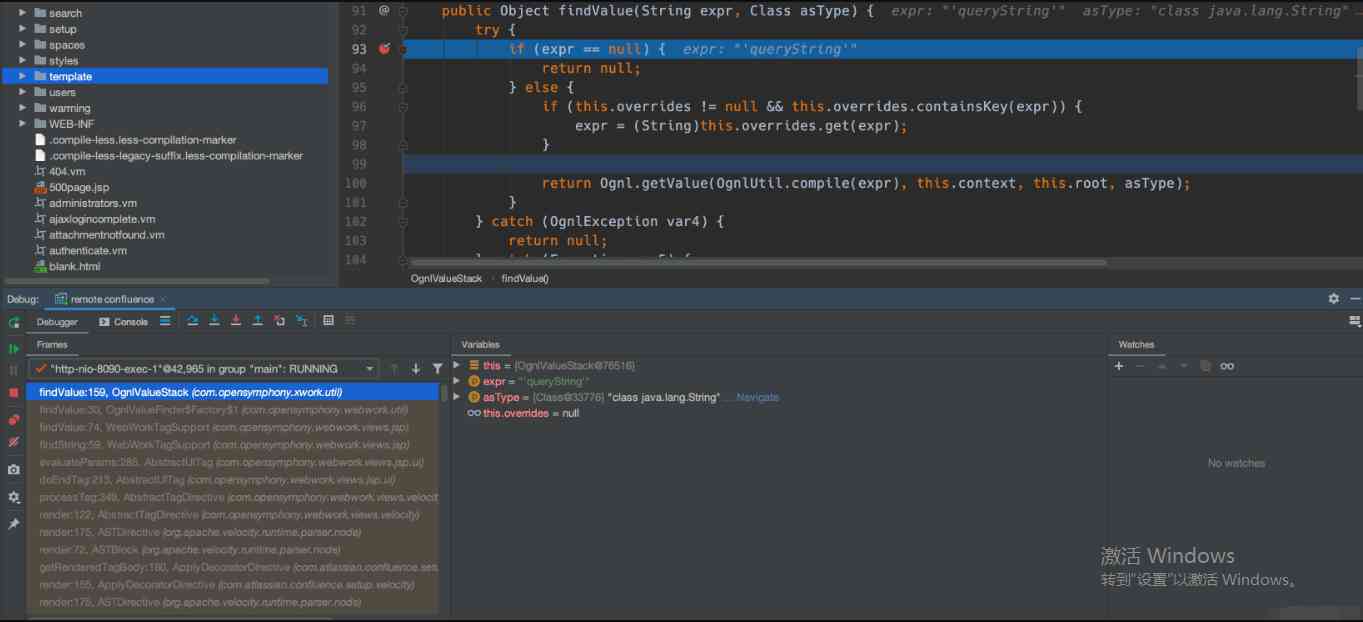 search
setup
spaces
styles
template
users
warming
WEB-INF
.compile-less.less-compilation-marker
.compile-less-legacy-suffix.less-compilation-marker
404.vm
500page.jsp
administrators.vm
ajaxlogincomplete.vm
attachmentnotfound.vm
authenticate.vm
blank.html
91 @ public Object findValue(String expr, Class asType) { expr: "'queryString'" asType: "class java.lang.String"
92 try {
93 if (expr == null) { expr: "'queryString'"
94 return null;
95 } else {
96 if (this.overrides != null && this.overrides.containsKey(expr)) {
97 expr = (String)this.overrides.get(expr);
98 }
99
100 return Ognl.getValue(OgnlUtil.compile(expr), this.context, this.root, asType);
101 }
102 } catch (OgnlException var4) {
103 return null;
104
OgnlValueStack › findValue()
Debug: remote confluence ×
Debugger Console
Frames
"http-nio-8090-exec-1"@42,965 in group "main": RUNNING
findValue:159, OgnlValueStack (com.opensymphony.xwork.util)
findValue:30, OgnlValueFinder$Factory$1 (com.opensymphony.webwork.util)
findValue:74, WebWorkTagSupport (com.opensymphony.webwork.views.jsp)
findString:59, WebWorkTagSupport (com.opensymphony.webwork.views.jsp)
evaluateParams:285, AbstractUITag (com.opensymphony.webwork.views.jsp.ui)
doEndTag:213, AbstractUITag (com.opensymphony.webwork.views.jsp.ui)
processTag:349, AbstractTagDirective (com.opensymphony.webwork.views.velocit
render:122, AbstractTagDirective (com.opensymphony.webwork.views.velocity)
render:175, ASTDirective (org.apache.velocity.runtime.parser.node)
render:72, ASTBlock (org.apache.velocity.runtime.parser.node)
getRenderedTagBody:180, ApplyDecoratorDirective (com.atlassian.confluence.set
render:155, ApplyDecoratorDirective (com.atlassian.confluence.setup.velocity)
render:175, ASTDirective (org.apache.velocity.runtime.parser.node)
Variables
this = {OgnlValueStack@76516}
expr = "'queryString'"
asType = {Class@33776} "class java.lang.String" ... Navigate
this.overrides = null
Watches
No watches
激活 Windows
转到"设置"以激活 Windows。